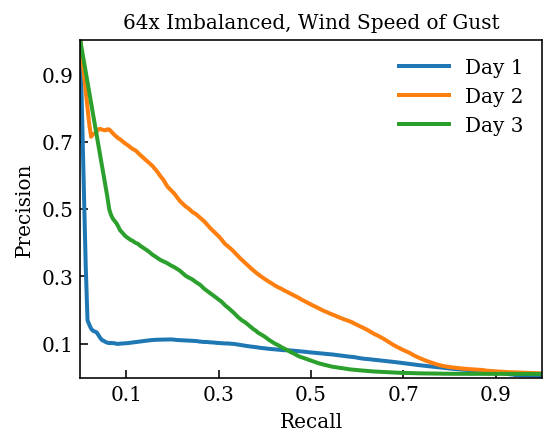 64x Imbalanced, Wind Speed of Gust
Day 1
Day 2
Day 3
0.9
0.7
0.5
0.3
0.1
Precision
0.1 0.3 0.5 0.7 0.9
Recall